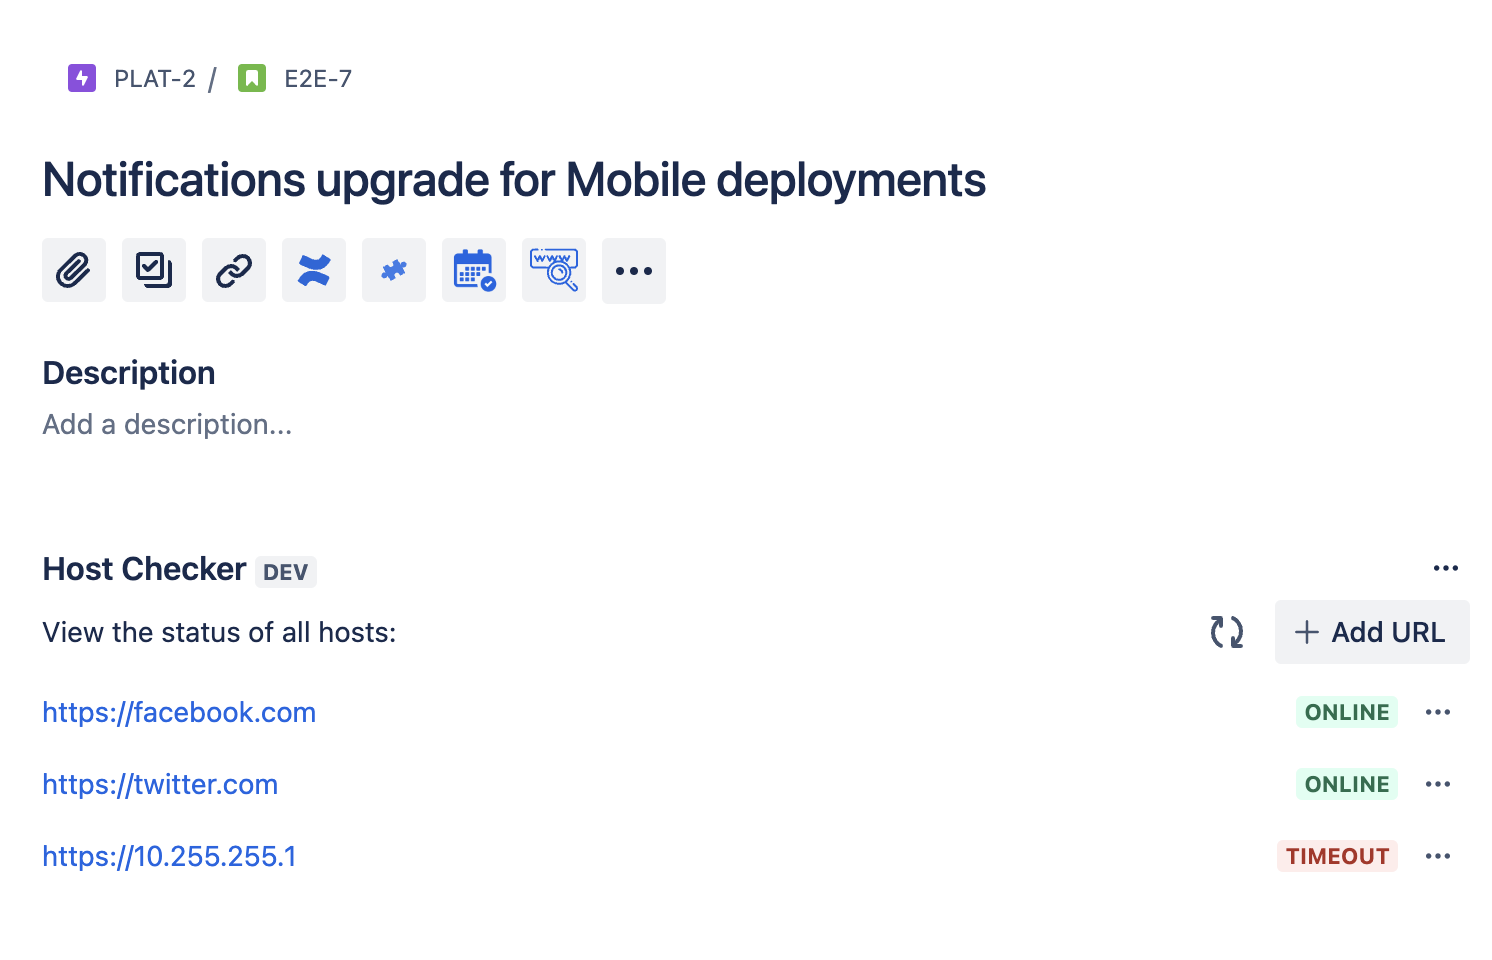 PLAT-2 / E2E-7
Notifications upgrade for Mobile deployments
www
Description
Add a description...
Host Checker DEV
View the status of all hosts: + Add URL
https://facebook.com ONLINE
https://twitter.com ONLINE
https://10.255.255.1 TIMEOUT